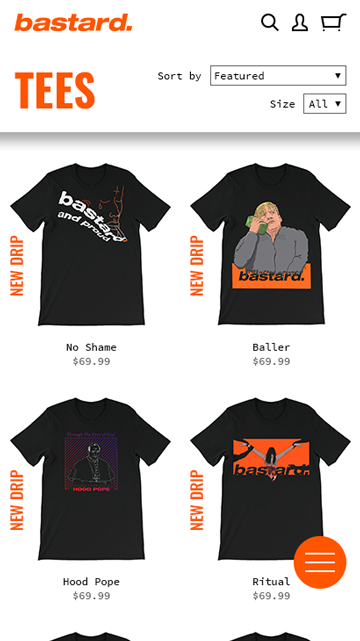 bastard.
TEES
Sort by Featured ▼
Size All ▼
NEW DRIP
bastard
and proud
NEW DRIP
bastard.
No Shame
$69.99
Baller
$69.99
NEW DRIP
HOOD POPE
NEW DRIP
bastard.
Hood Pope
$69.99
Ritual
$69.99